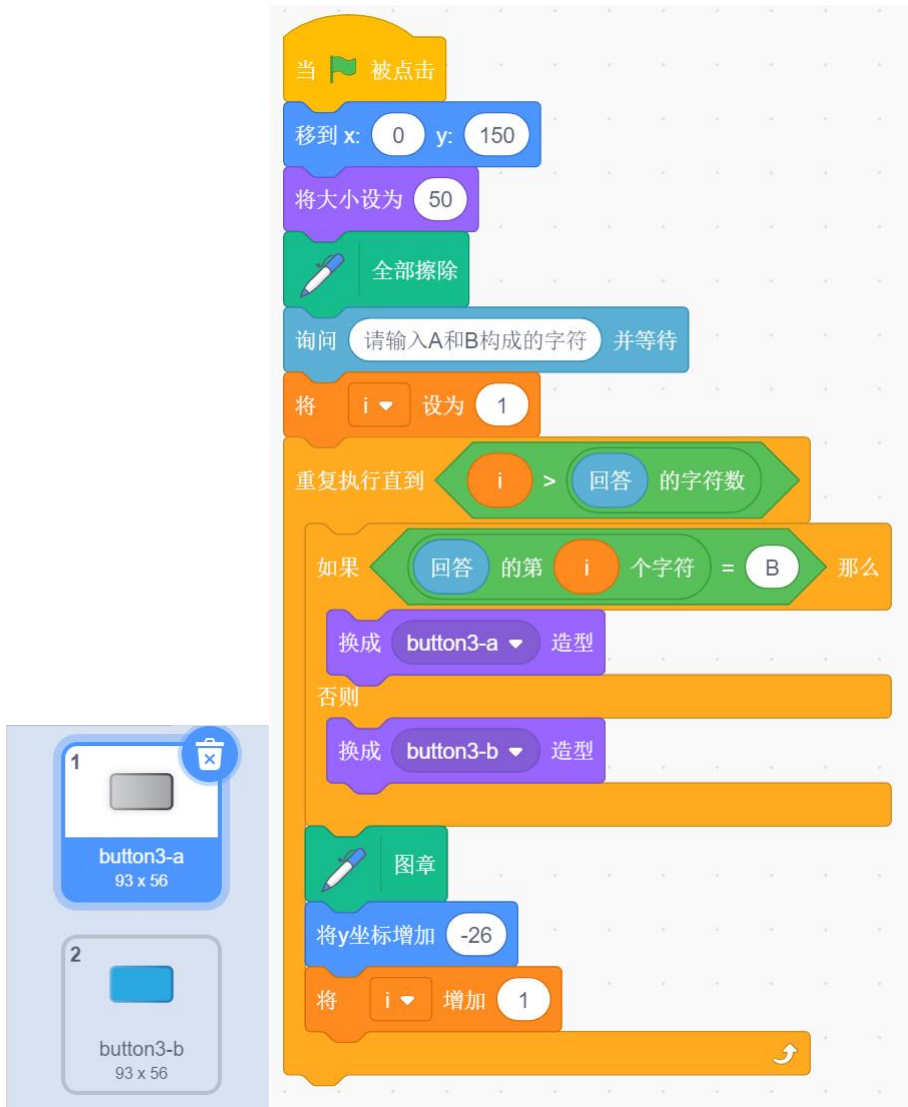 当 被点击
移到 x: 0 y: 150
将大小设为 50
全部擦除
询问 请输入A和B构成的字符 并等待
将 i 设为 1
重复执行直到 i > 回答 的字符数
如果 回答 的第 i 个字符 = B 那么
换成 button3-a 造型
否则
换成 button3-b 造型
图章
将y坐标增加 -26
将 i 增加 1
1
button3-a
93 x 56
2
button3-b
93 x 56